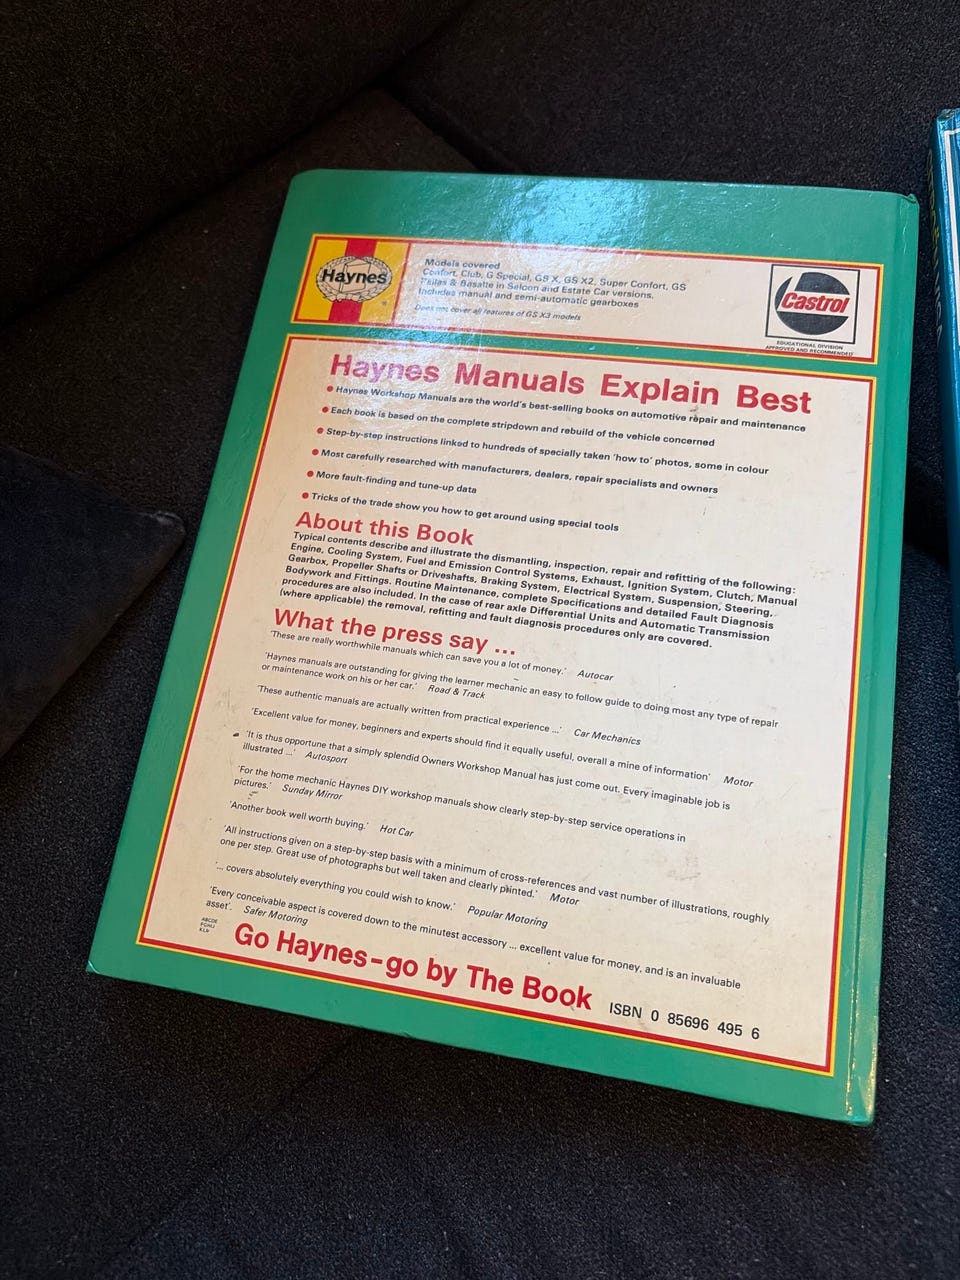 Haynes
®
Models covered
Confort, Club, G Special, GS X, GS X2, Super Confort, GS
Pallas & Basalte in Saloon and Estate Car versions.
Includes manual and semi-automatic gearboxes
Does not cover all features of GS X3 models
Castrol
EDUCATIONAL DIVISION
APPROVED AND RECOMMENDED
Haynes Manuals Explain Best
• Haynes Workshop Manuals are the world's best-selling books on automotive repair and maintenance
• Each book is based on the complete stripdown and rebuild of the vehicle concerned
• Step-by-step instructions linked to hundreds of specially taken 'how to' photos, some in colour
• Most carefully researched with manufacturers, dealers, repair specialists and owners
• More fault-finding and tune-up data
• Tricks of the trade show you how to get around using special tools
About this Book
Typical contents describe and illustrate the dismantling, inspection, repair and refitting of the following:
Engine, Cooling System, Fuel and Emission Control Systems, Exhaust, Ignition System, Clutch, Manual
Gearbox, Propeller Shafts or Driveshafts, Braking System, Electrical System, Suspension, Steering,
Bodywork and Fittings. Routine Maintenance, complete Specifications and detailed Fault Diagnosis
procedures are also included. In the case of rear axle Differential Units and Automatic Transmission
(where applicable) the removal, refitting and fault diagnosis procedures only are covered.
What the press say ...
'These are really worthwhile manuals which can save you a lot of money.' Autocar
'Haynes manuals are outstanding for giving the learner mechanic an easy to follow guide to doing most any type of repair
or maintenance work on his or her car.' Road & Track
'These authentic manuals are actually written from practical experience ...' Car Mechanics
'Excellent value for money, beginners and experts should find it equally useful, overall a mine of information' Motor
'It is thus opportune that a simply splendid Owners Workshop Manual has just come out. Every imaginable job is
illustrated ...' Autosport
'For the home mechanic Haynes DIY workshop manuals show clearly step-by-step service operations in
pictures.' Sunday Mirror
'Another book well worth buying.' Hot Car
'All instructions given on a step-by-step basis with a minimum of cross-references and vast number of illustrations, roughly
one per step. Great use of photographs but well taken and clearly printed.' Motor
'... covers absolutely everything you could wish to know.' Popular Motoring
'Every conceivable aspect is covered down to the minutest accessory ... excellent value for money, and is an invaluable
asset'. Safer Motoring
ABCDE
FGHIJ
KLM
Go Haynes-go by The Book
ISBN 0 85696 495 6